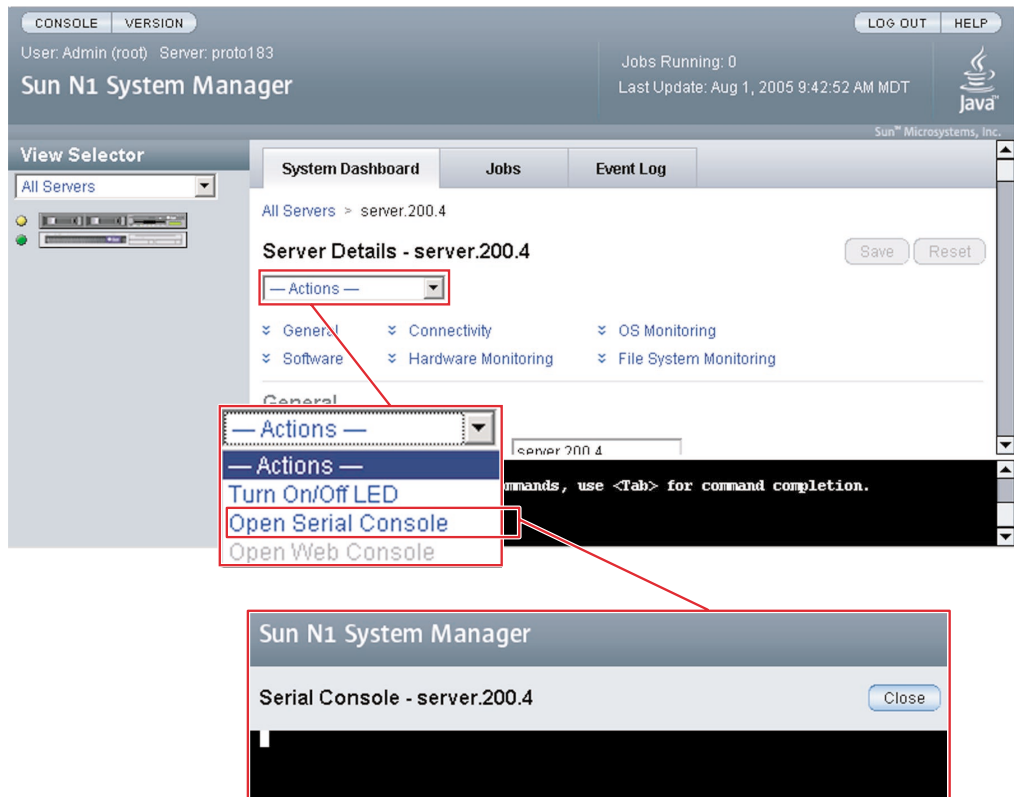 CONSOLE VERSION LOG OUT HELP
User: Admin (root) Server: proto183
Sun N1 System Manager
Jobs Running: 0
Last Update: Aug 1, 2005 9:42:52 AM MDT
Java™
Sun™ Microsystems, Inc.
View Selector
All Servers
System Dashboard Jobs Event Log
All Servers > server.200.4
Server Details - server.200.4
Save Reset
— Actions —
General Connectivity OS Monitoring
Software Hardware Monitoring File System Monitoring
General
server.200.4
— Actions —
— Actions —
Turn On/Off LED
Open Serial Console
Open Web Console
, use <Tab> for command completion.
Sun N1 System Manager
Serial Console - server.200.4
Close